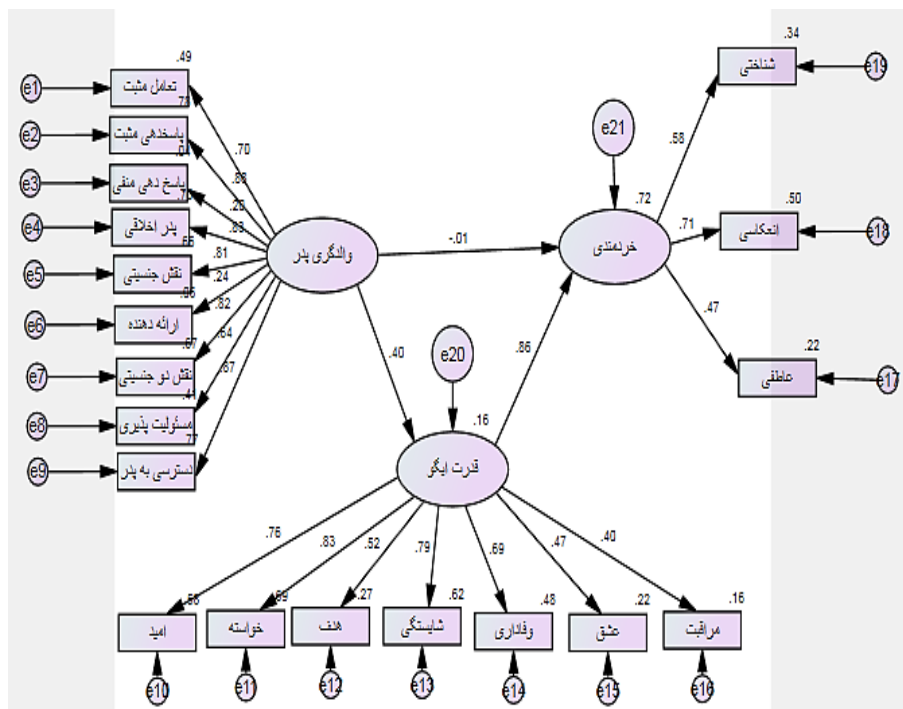 .49
e1
تعامل مثبت
e2
پاسخدهی مثبت
e3
پاسخ دهی منفی
e4
پدر اخلاقی
e5
نقش جنسیتی
e6
ارائه دهنده
e7
نقش دو جنسیتی
e8
مسئولیت پذیری
.41
.77
e9
دسترسی به پدر
.70
.88
.20
.83
.81
.24
.82
.64
والدگری پدر
-.01
.40
e21
.72
خردمندی
.58
.34
شناختی
e19
.71
.50
انعکاسی
e18
.47
.22
عاطفی
e17
e20
.86
.16
قدرت ایگو
.76
.83
.52
.79
.69
.47
.40
.27
.62
.48
.22
.16
امید
خواسته
هدف
شایستگی
وفاداری
عشق
مراقبت
e10
e11
e12
e13
e14
e15
e16